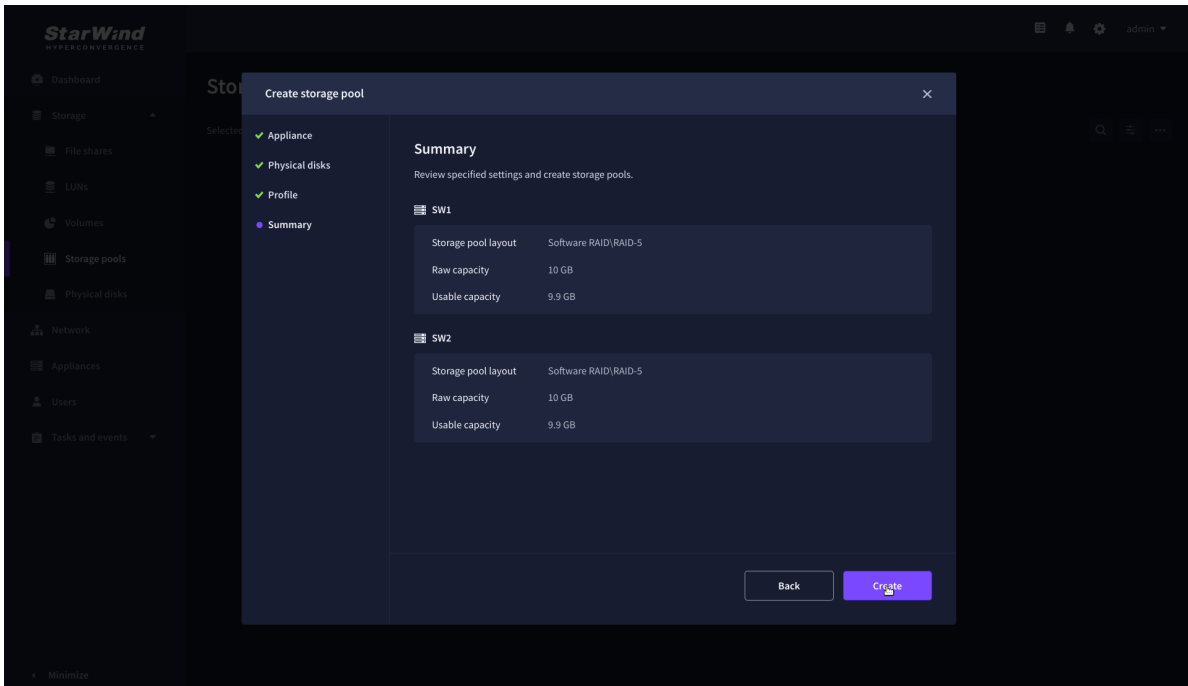 StarWind
HYPERCONVERGENCE
admin
Dashboard
Storage
File shares
LUNs
Volumes
Storage pools
Physical disks
Network
Appliances
Users
Tasks and events
Minimize
Stor
Selected
Create storage pool
Appliance
Physical disks
Profile
Summary
Summary
Review specified settings and create storage pools.
SW1
Storage pool layout Software RAID\RAID-5
Raw capacity 10 GB
Usable capacity 9.9 GB
SW2
Storage pool layout Software RAID\RAID-5
Raw capacity 10 GB
Usable capacity 9.9 GB
Back
Create